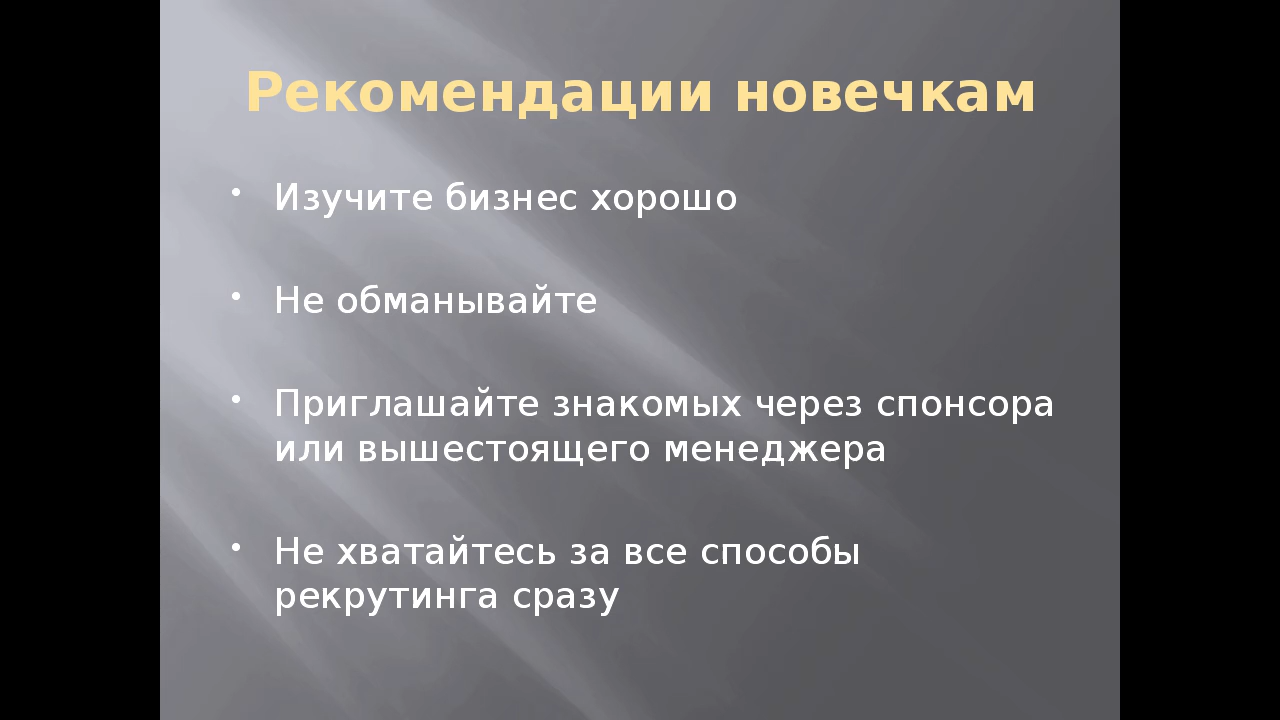 Рекомендации новечкам
• Изучите бизнес хорошо
• Не обманывайте
• Приглашайте знакомых через спонсора
или вышестоящего менеджера
• Не хватайтесь за все способы
рекрутинга сразу